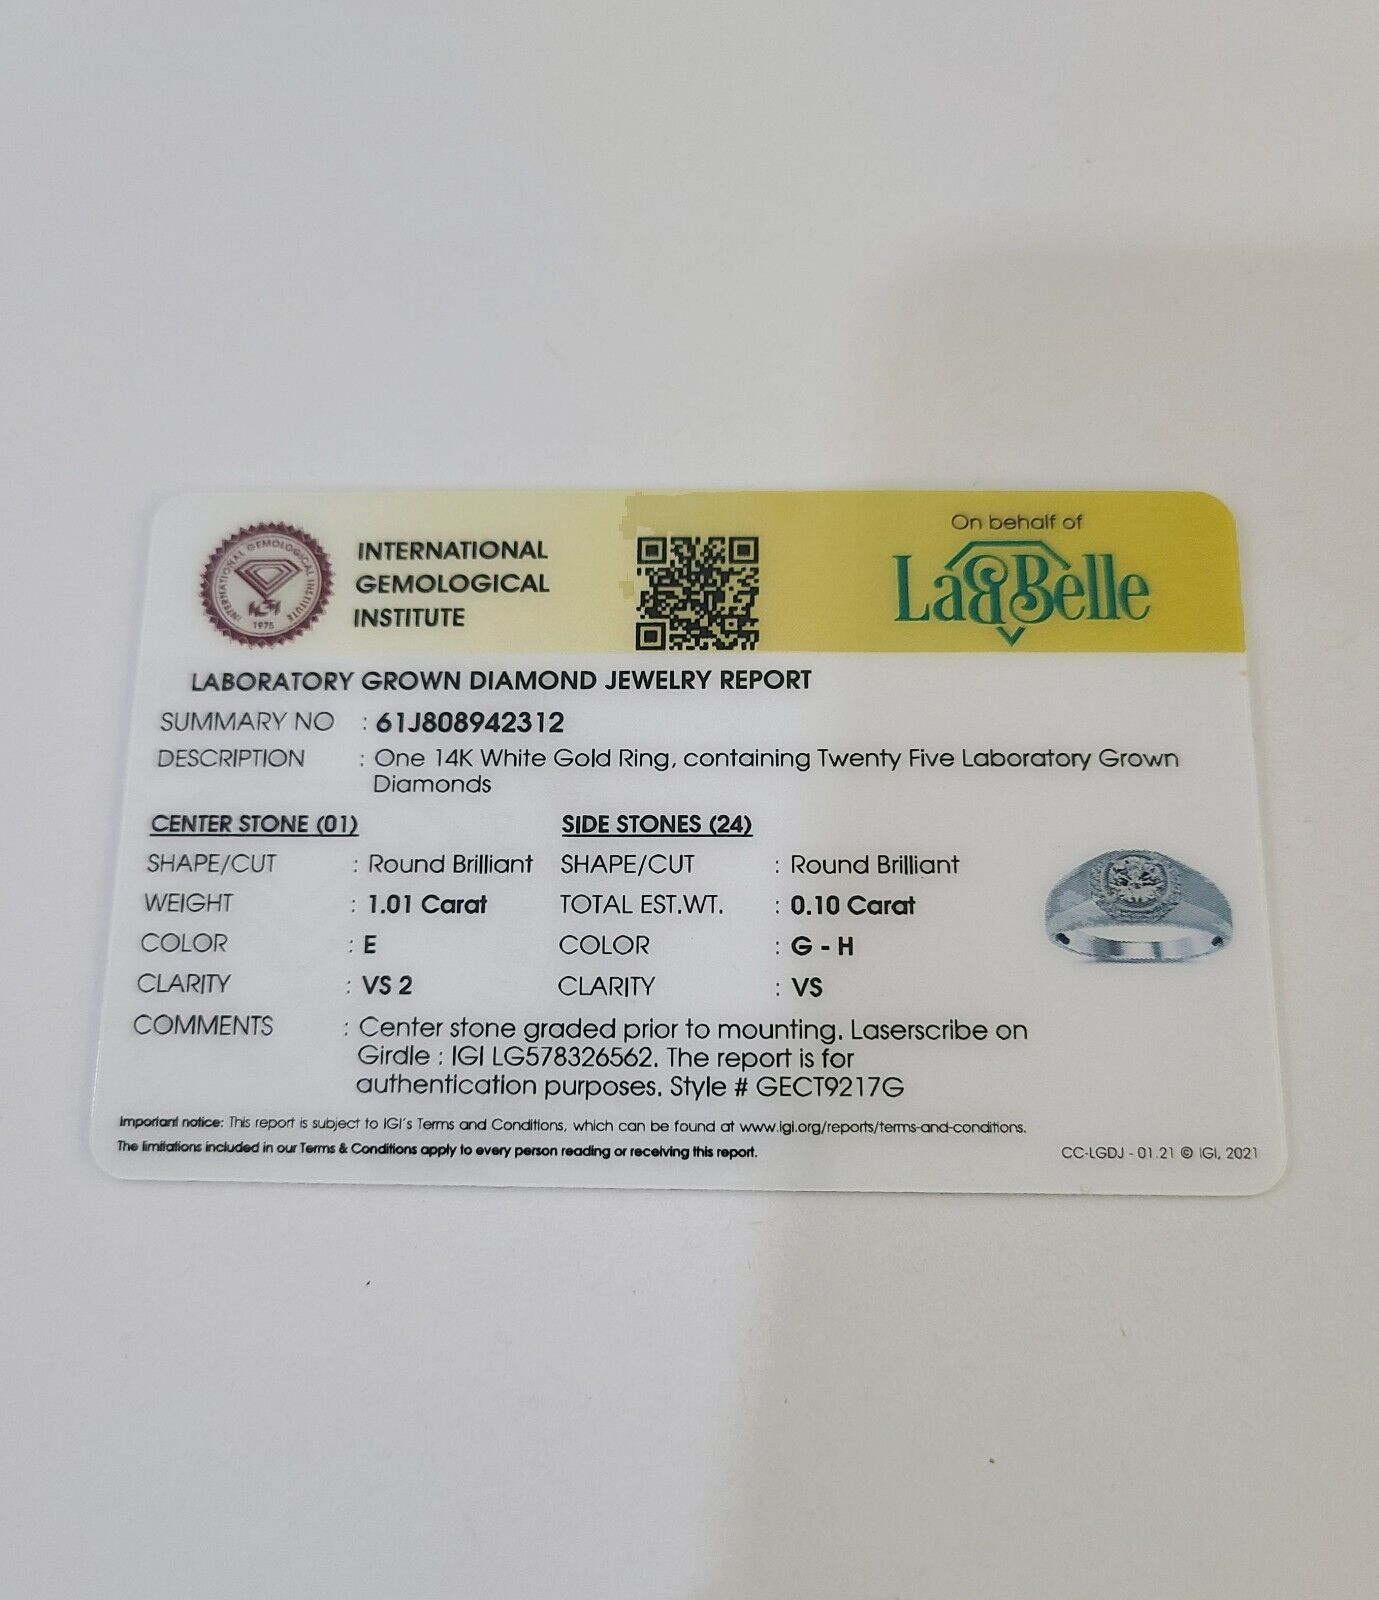 On behalf of
LaBelle
INTERNATIONAL
GEMOLOGICAL
INSTITUTE
INTERNATIONAL GEMOLOGICAL INSTITUTE
IGI
1975
LABORATORY GROWN DIAMOND JEWELRY REPORT
SUMMARY NO : 61J808942312
DESCRIPTION : One 14K White Gold Ring, containing Twenty Five Laboratory Grown
Diamonds
CENTER STONE (01) SIDE STONES (24)
SHAPE/CUT : Round Brilliant SHAPE/CUT : Round Brilliant
WEIGHT : 1.01 Carat TOTAL EST.WT. : 0.10 Carat
COLOR : E COLOR : G - H
CLARITY : VS 2 CLARITY : VS
COMMENTS : Center stone graded prior to mounting. Laserscribe on
Girdle : IGI LG578326562. The report is for
authentication purposes. Style # GECT9217G
Important notice: This report is subject to IGI's Terms and Conditions, which can be found at www.igi.org/reports/terms-and-conditions.
The limitations included in our Terms & Conditions apply to every person reading or receiving this report.
CC-LGDJ - 01.21 © IGI, 2021